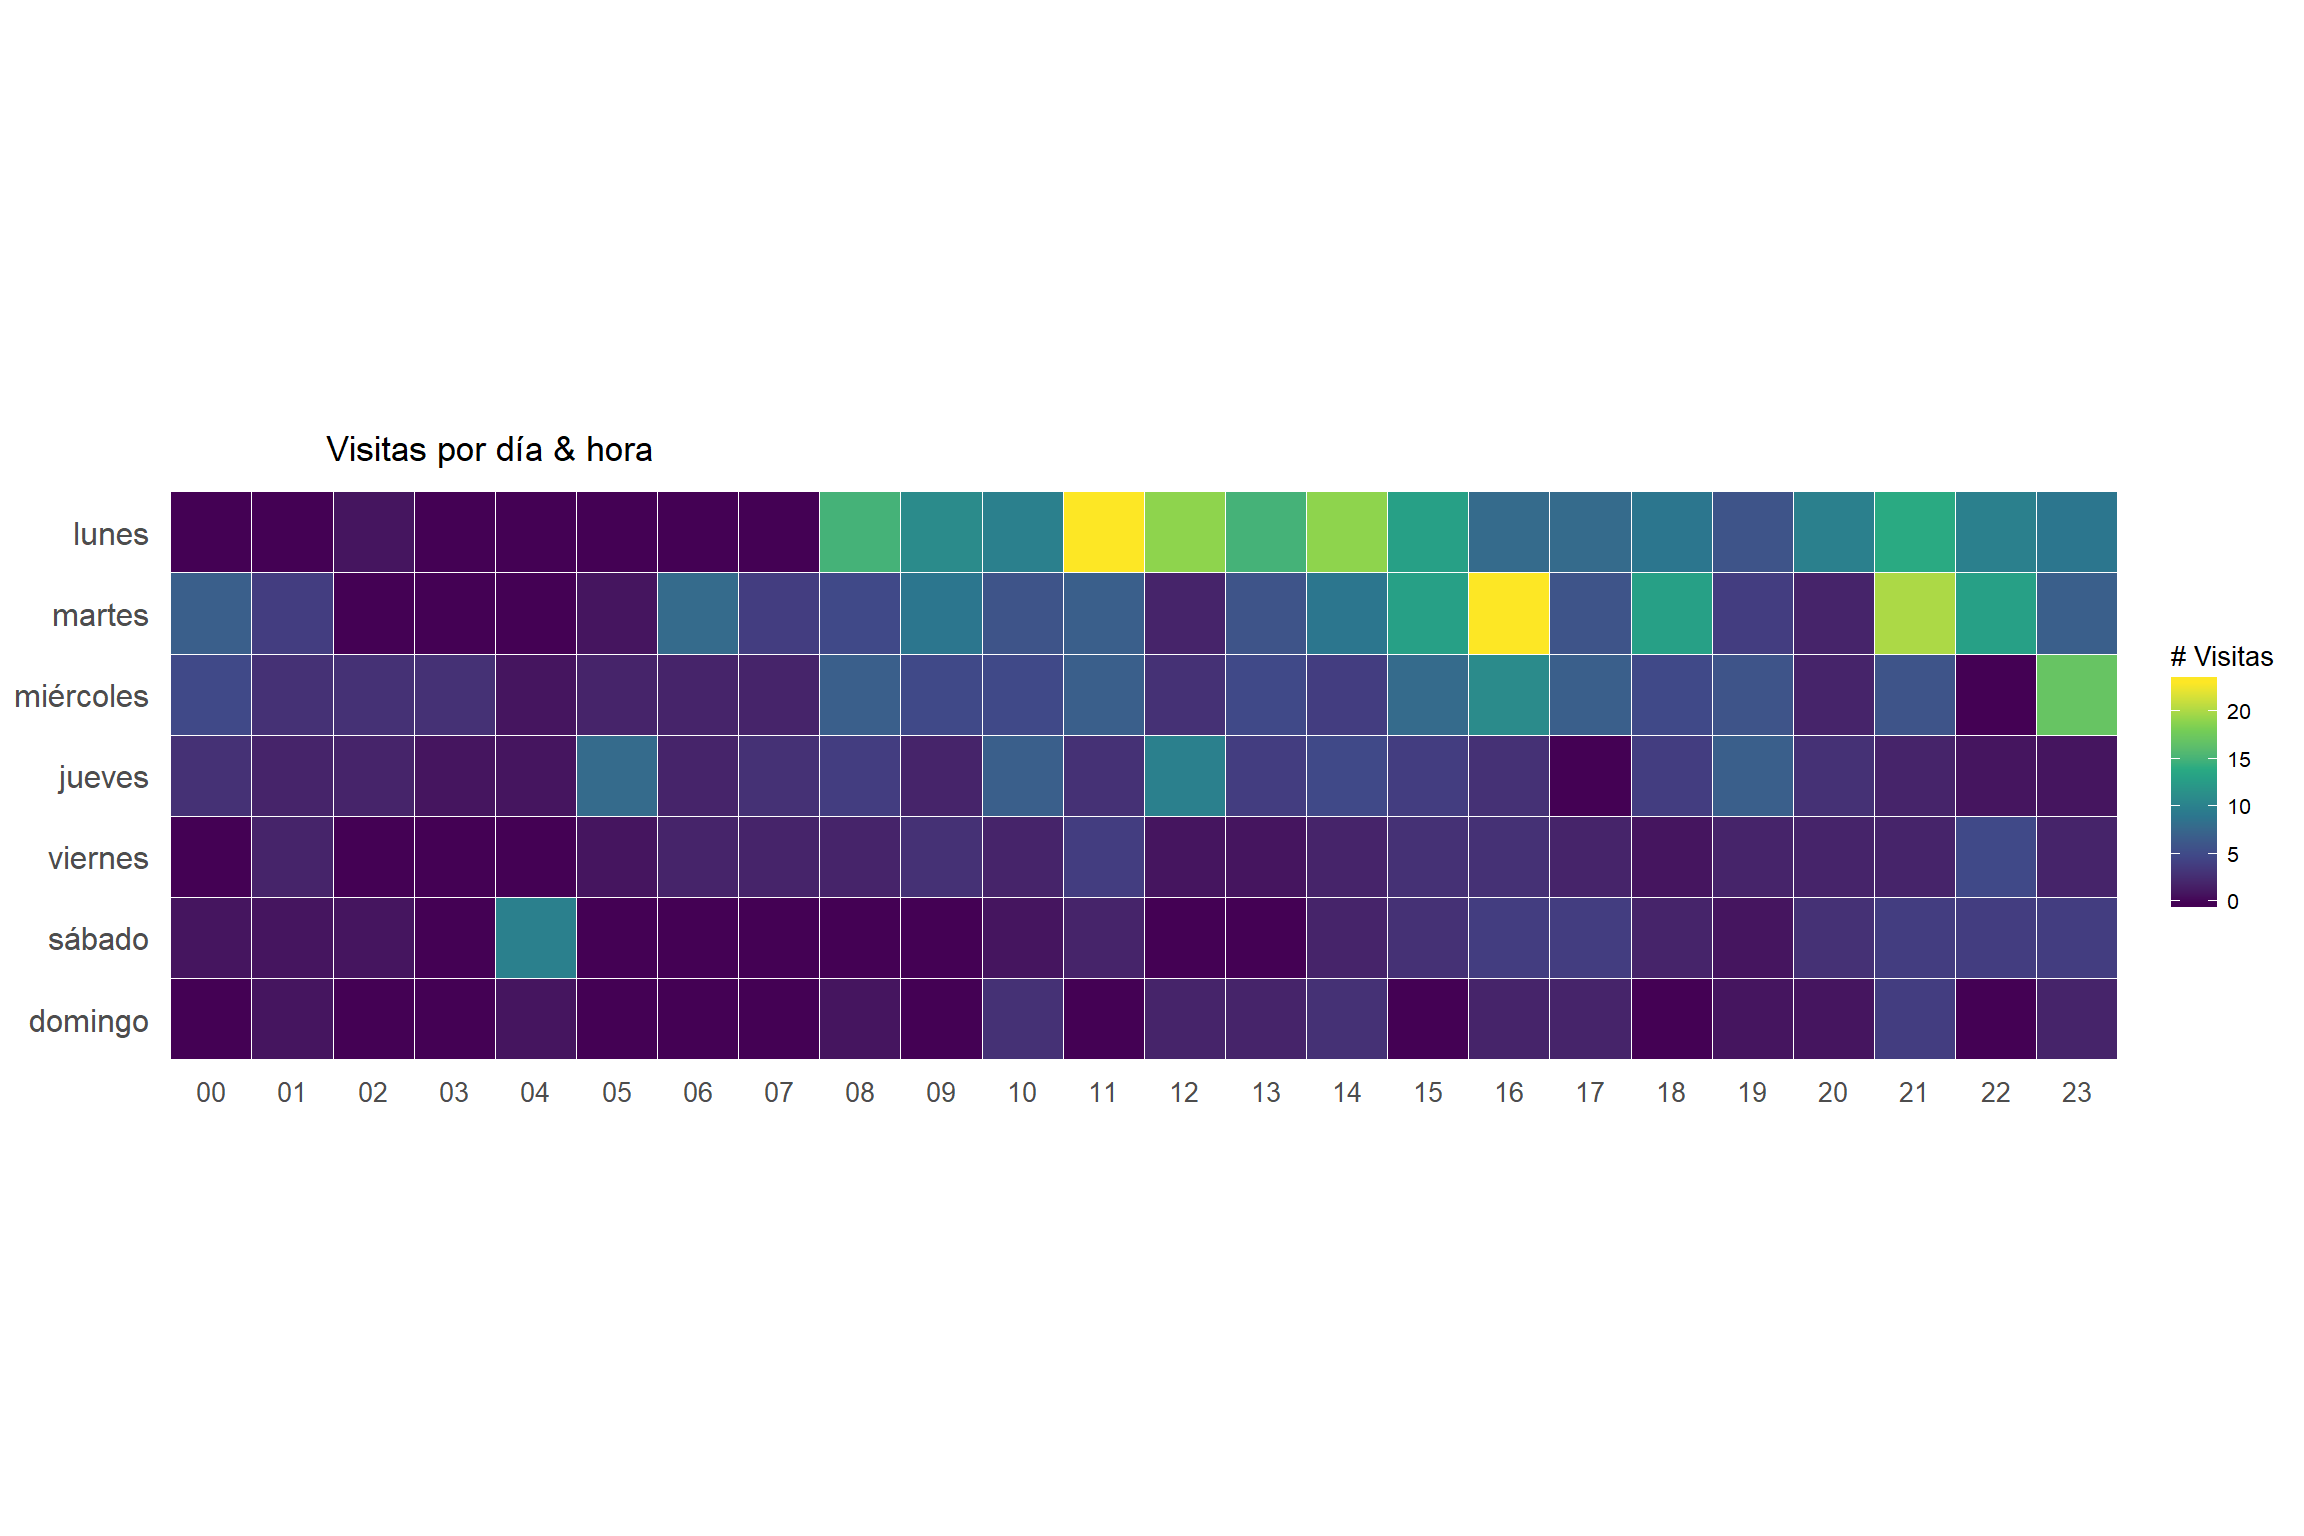 Visitas por día & hora
lunes
martes
miércoles
jueves
viernes
sábado
domingo
00 01 02 03 04 05 06 07 08 09 10 11 12 13 14 15 16 17 18 19 20 21 22 23
# Visitas
20
15
10
5
0